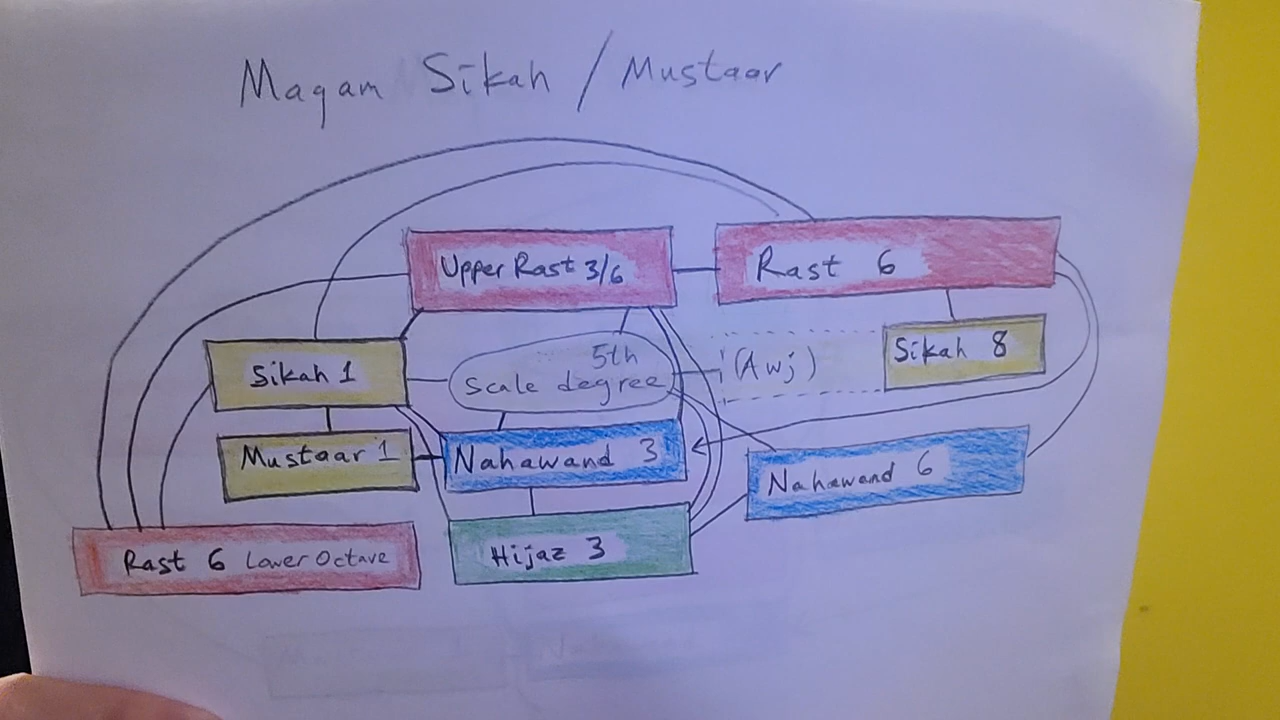 Maqam Sikah / Mustaar
Upper Rast 3/6
Rast 6
Sikah 1
5th
scale degree
(Awj)
Sikah 8
Mustaar 1
Nahawand 3
Nahawand 6
Rast 6 Lower Octave
Hijaz 3